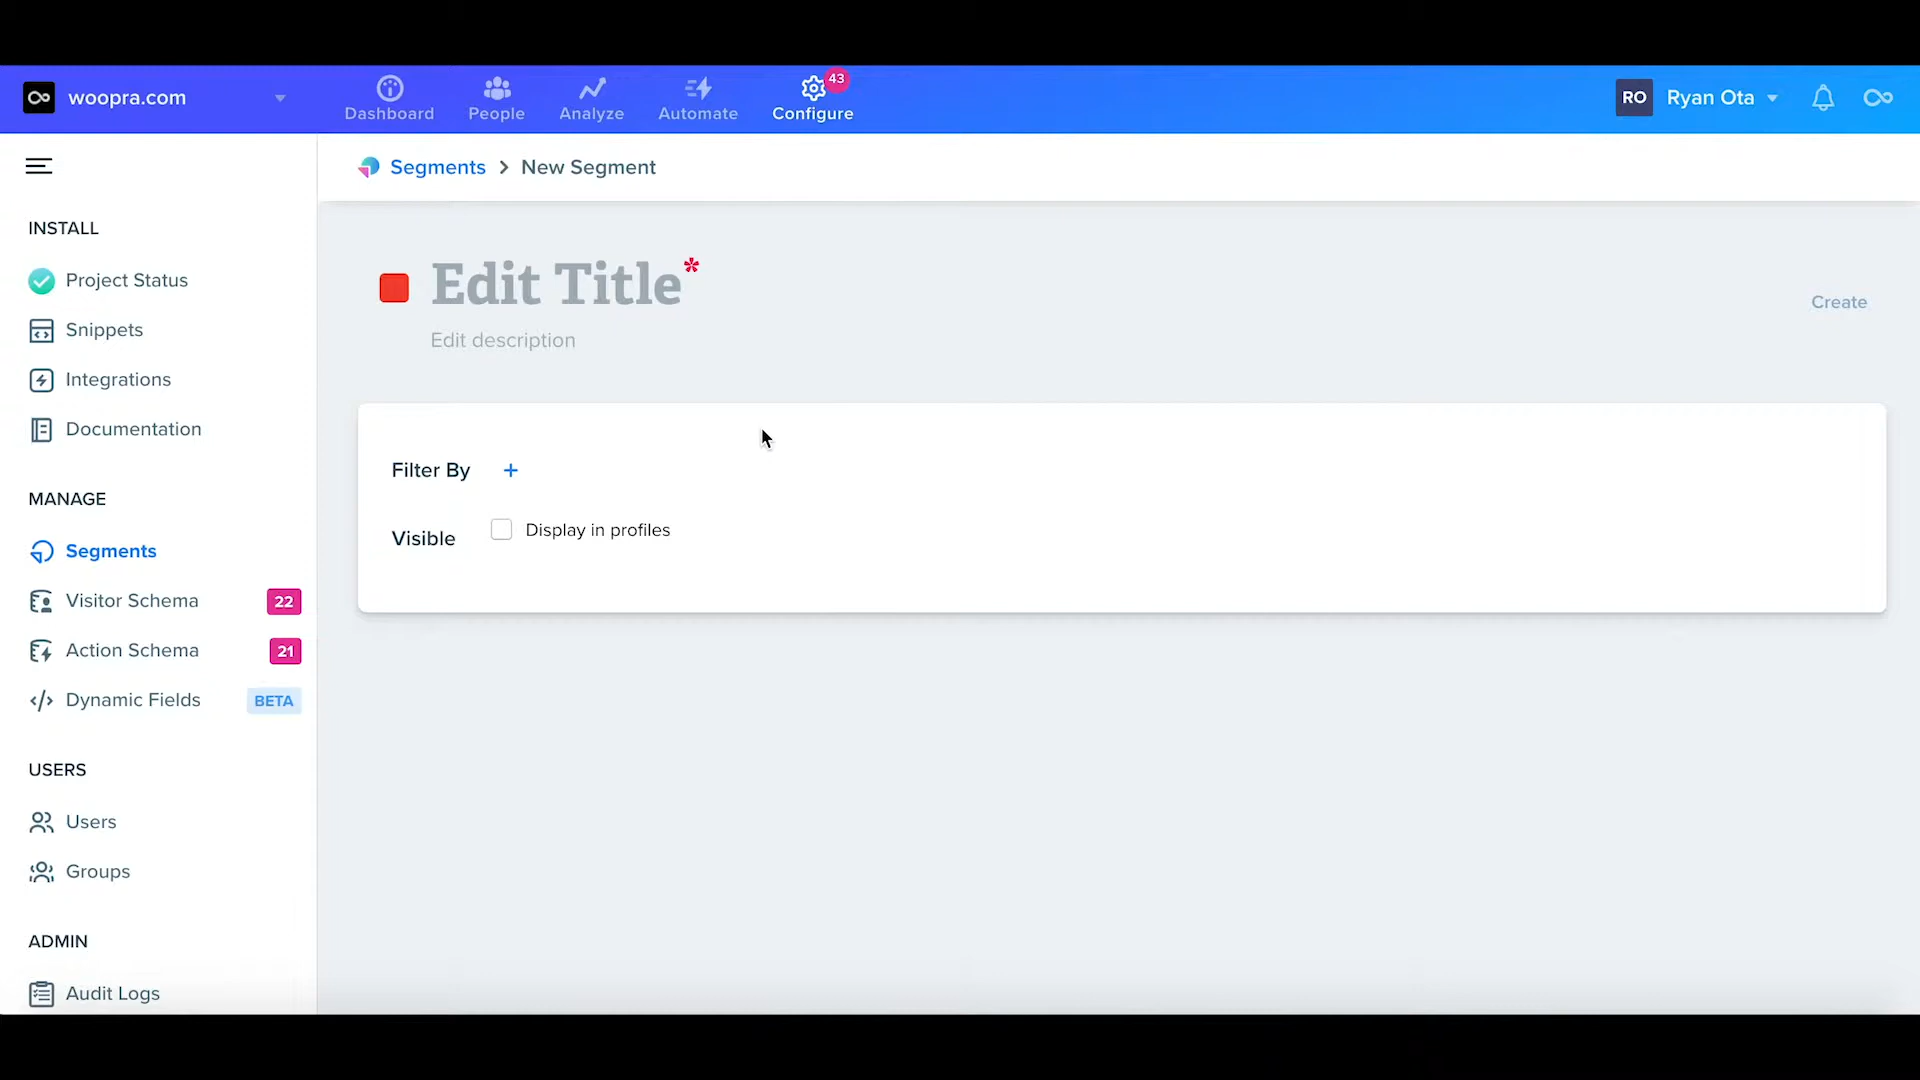 woopra.com
Dashboard
People
Analyze
Automate
Configure
43
RO
Ryan Ota
Segments > New Segment
INSTALL
Project Status
Snippets
Integrations
Documentation
MANAGE
Segments
Visitor Schema 22
Action Schema 21
Dynamic Fields BETA
USERS
Users
Groups
ADMIN
Audit Logs
Edit Title*
Edit description
Create
Filter By +
Visible
Display in profiles